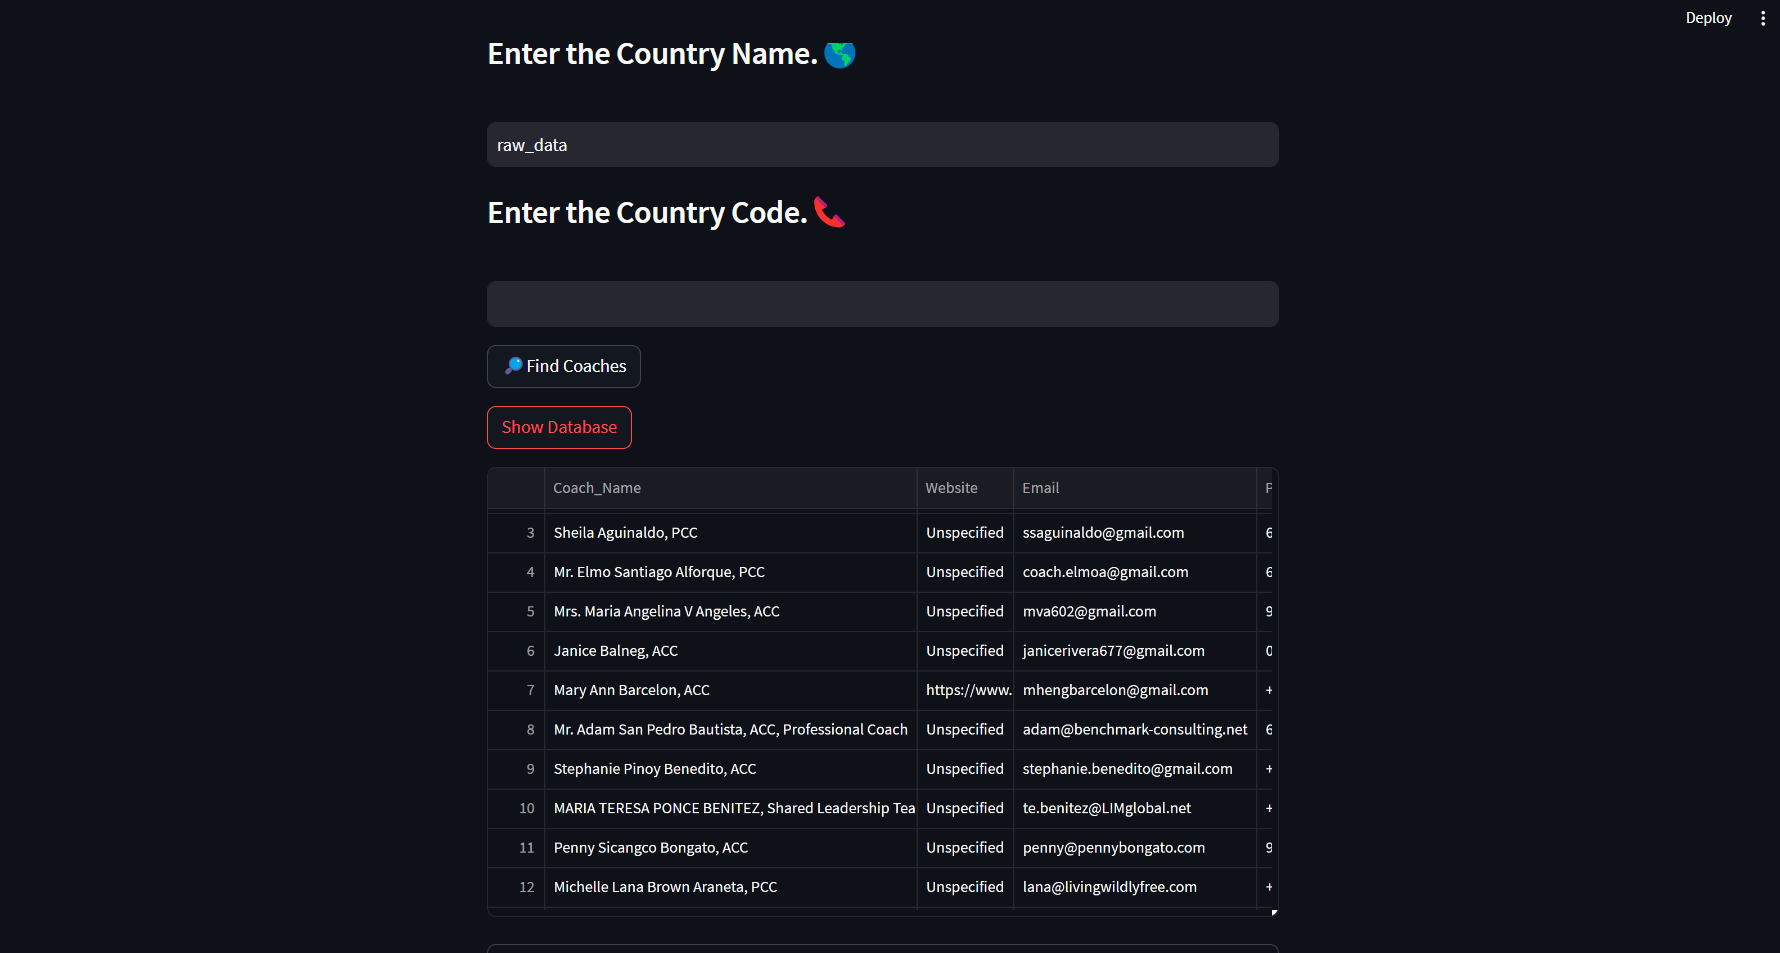 Deploy
Enter the Country Name.
raw_data
Enter the Country Code.
Find Coaches
Show Database
Coach_Name Website Email
3 Sheila Aguinaldo, PCC Unspecified ssaguinaldo@gmail.com 6
4 Mr. Elmo Santiago Alforque, PCC Unspecified coach.elmoa@gmail.com 6
5 Mrs. Maria Angelina V Angeles, ACC Unspecified mva602@gmail.com 9
6 Janice Balneg, ACC Unspecified janicerivera677@gmail.com 0
7 Mary Ann Barcelon, ACC https://www. mhengbarcelon@gmail.com +
8 Mr. Adam San Pedro Bautista, ACC, Professional Coach Unspecified adam@benchmark-consulting.net 6
9 Stephanie Pinoy Benedito, ACC Unspecified stephanie.benedito@gmail.com +
10 MARIA TERESA PONCE BENITEZ, Shared Leadership Tea Unspecified te.benitez@LIMglobal.net +
11 Penny Sicangco Bongato, ACC Unspecified penny@pennybongato.com 9
12 Michelle Lana Brown Araneta, PCC Unspecified lana@livingwildlyfree.com +